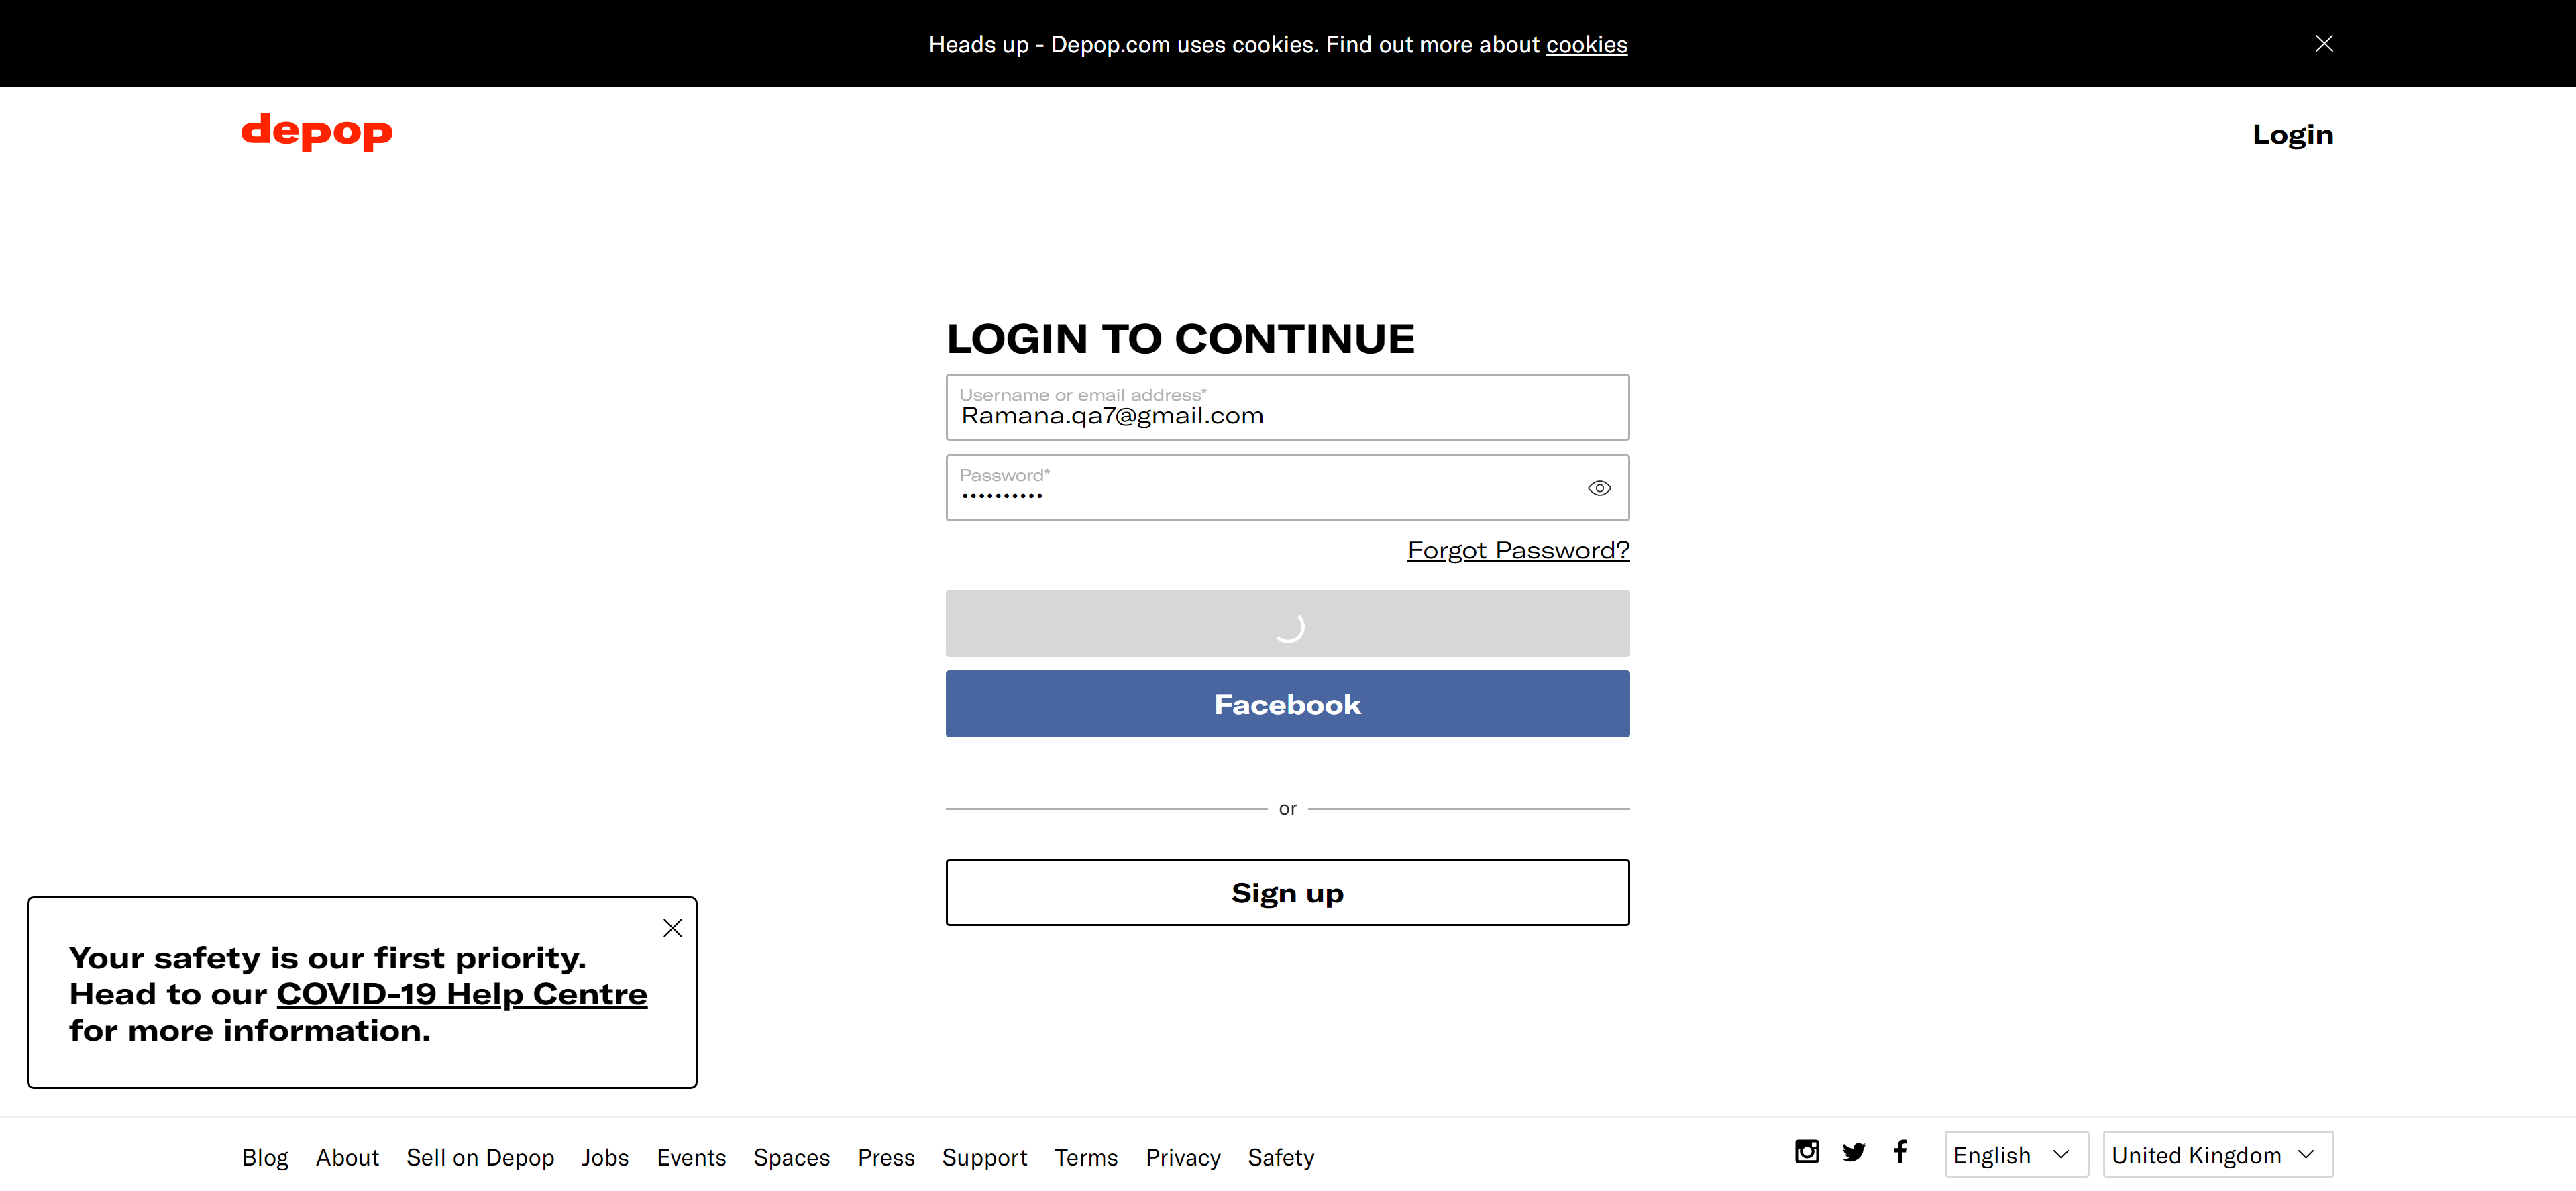 Heads up - Depop.com uses cookies. Find out more about cookies
depop
Login
LOGIN TO CONTINUE
Username or email address*
Ramana.qa7@gmail.com
Password*
••••••••••
Forgot Password?
Facebook
or
Sign up
Your safety is our first priority.
Head to our COVID-19 Help Centre
for more information.
Blog About Sell on Depop Jobs Events Spaces Press Support Terms Privacy Safety English United Kingdom